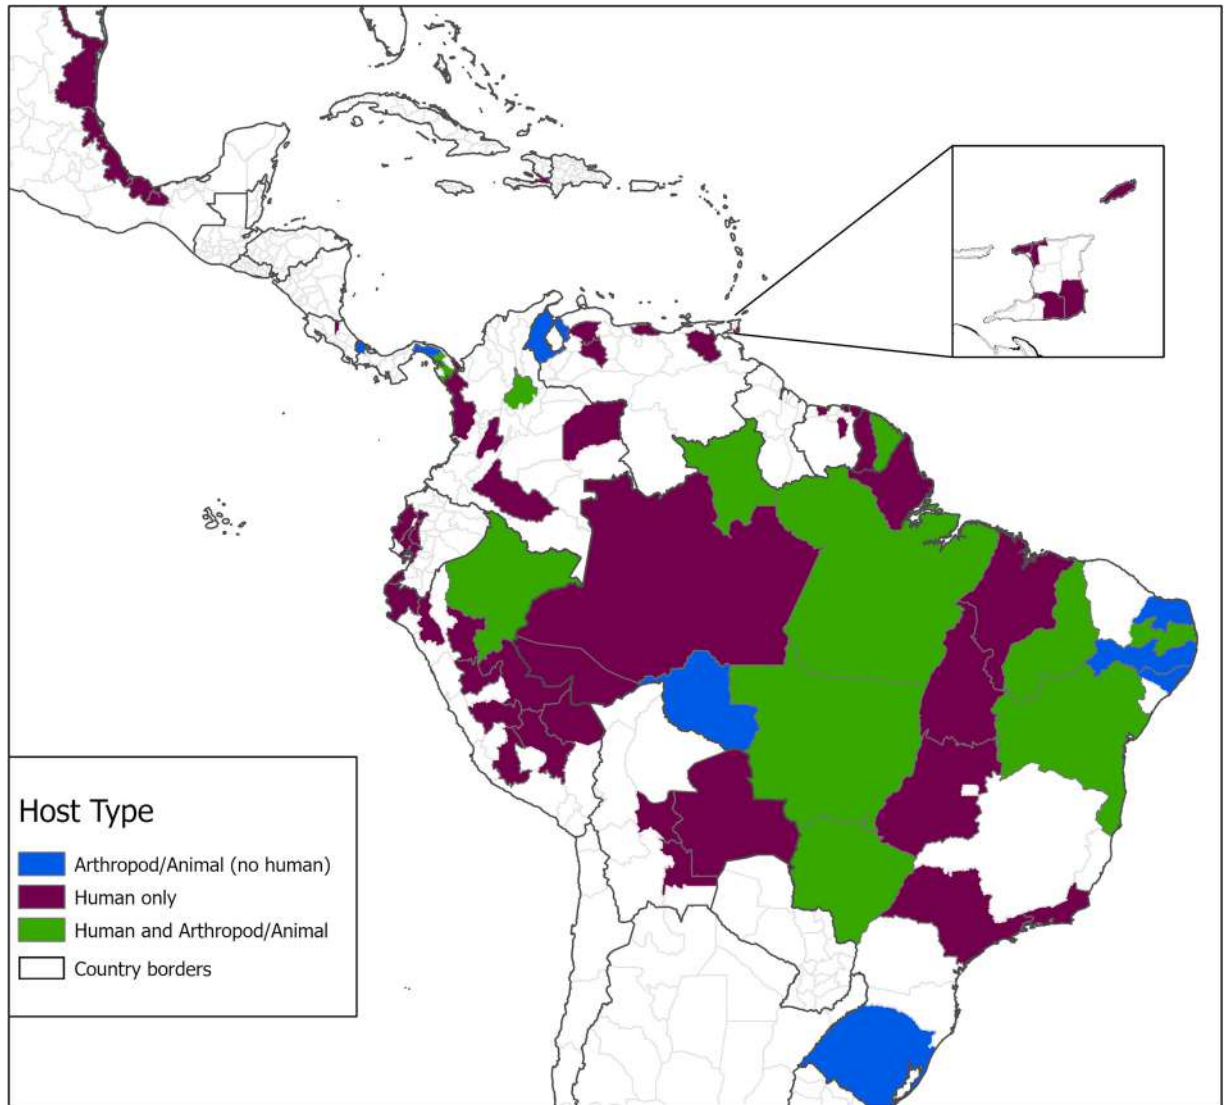 Host Type
Arthropod/Animal (no human)
Human only
Human and Arthropod/Animal
Country borders